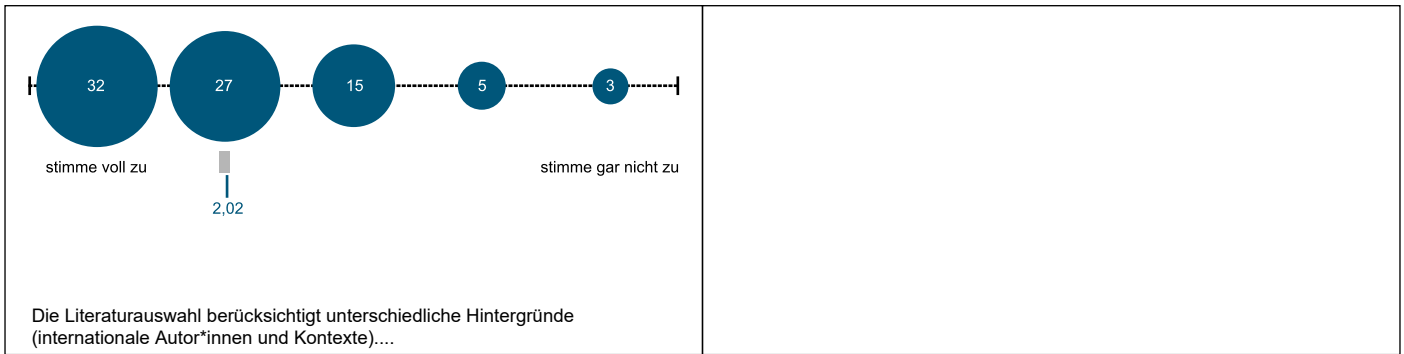 32 27 15 5 3
stimme voll zu stimme gar nicht zu
2,02
Die Literaturauswahl berücksichtigt unterschiedliche Hintergründe
(internationale Autor*innen und Kontexte)....